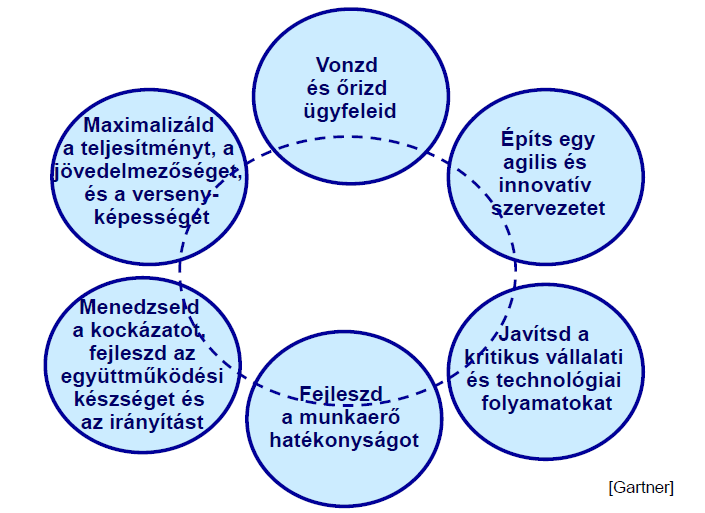 Vonzd
és őrizd
ügyfeleid
Építs egy
agilis és
innovatív
szervezetet
Javítsd a
kritikus vállalati
és technológiai
folyamatokat
Fejleszd
a munkaerő
hatékonyságot
Menedzseld
a kockázatot,
fejleszd az
együttműködési
készséget és
az irányítást
Maximalizáld
a teljesítményt, a
jövedelmezőséget,
és a verseny-
képességét
[Gartner]